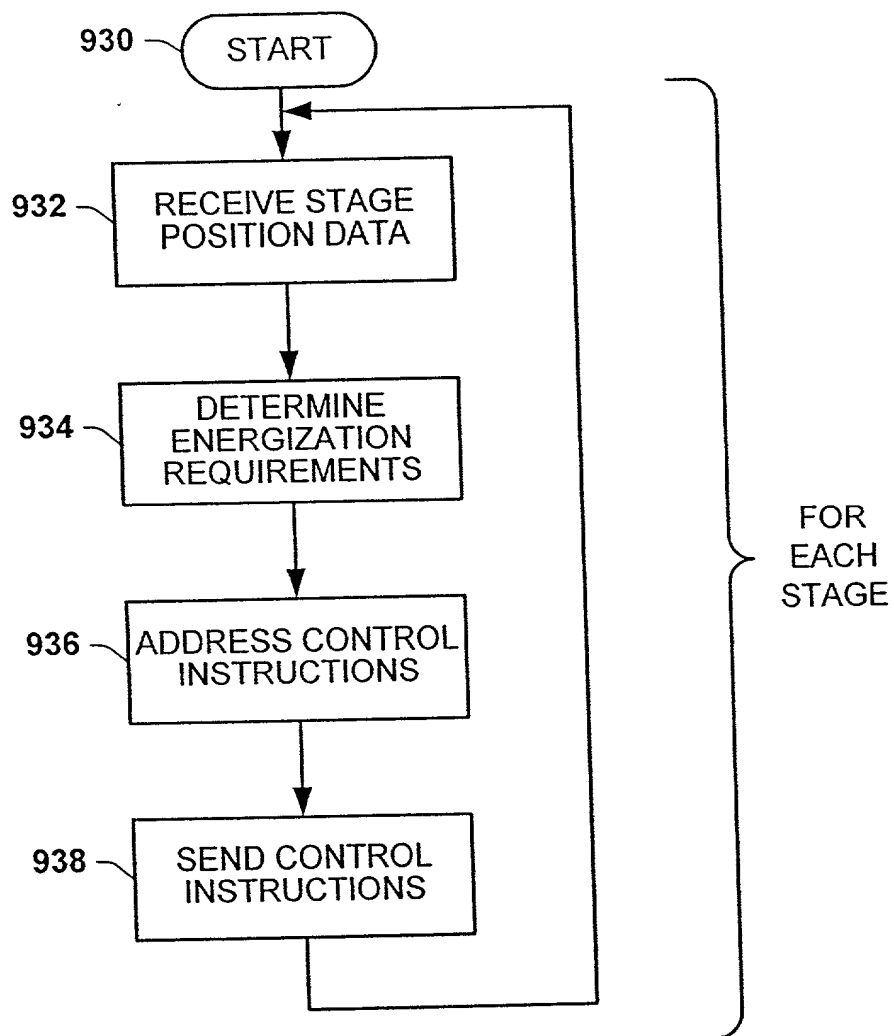 930
START
932
RECEIVE STAGE
POSITION DATA
934
DETERMINE
ENERGIZATION
REQUIREMENTS
936
ADDRESS CONTROL
INSTRUCTIONS
938
SEND CONTROL
INSTRUCTIONS
FOR
EACH
STAGE